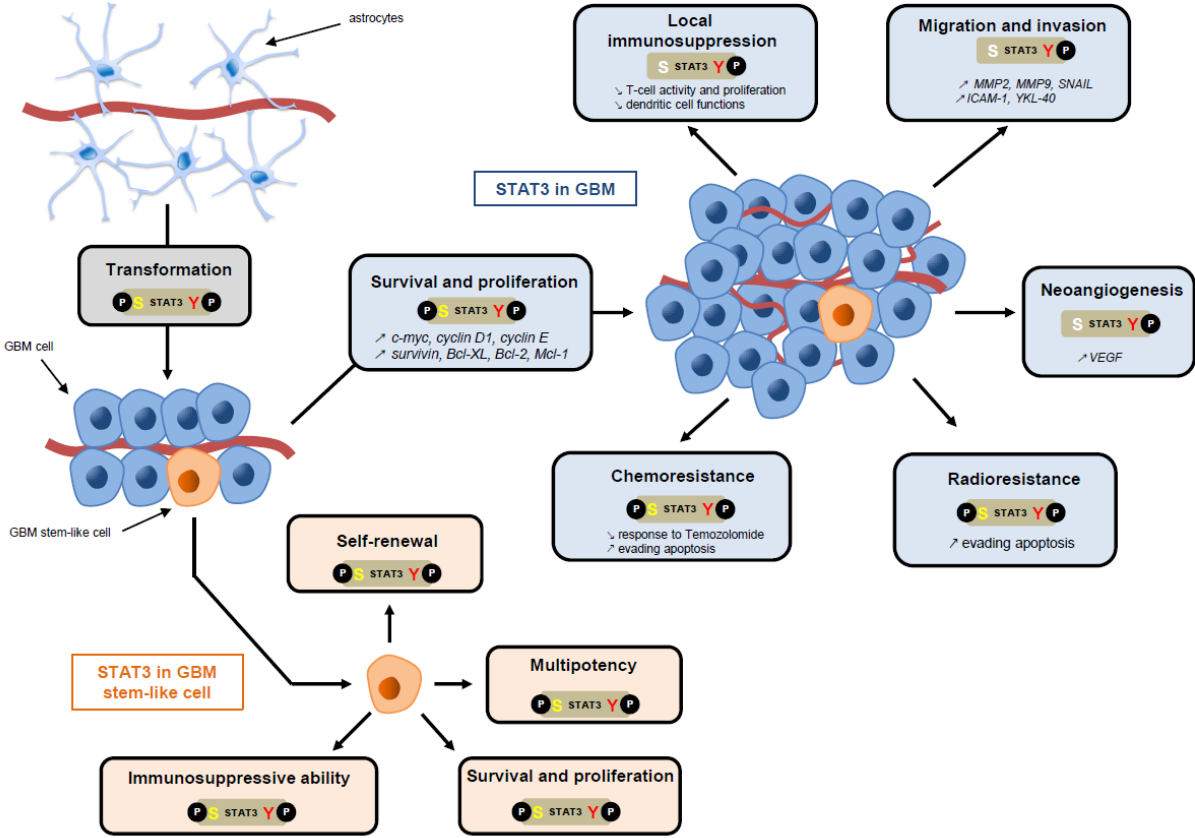 astrocytes
Transformation
P S STAT3 Y P
GBM cell
GBM stem-like cell
Survival and proliferation
P S STAT3 Y P
↗ c-myc, cyclin D1, cyclin E
↗ survivin, Bcl-XL, Bcl-2, Mcl-1
STAT3 in GBM
Local
immunosuppression
S STAT3 Y P
↘ T-cell activity and proliferation
↘ dendritic cell functions
Migration and invasion
S STAT3 Y P
↗ MMP2, MMP9, SNAIL
↗ ICAM-1, YKL-40
Neoangiogenesis
S STAT3 Y P
↗ VEGF
Chemoresistance
P S STAT3 Y P
↘ response to Temozolomide
↗ evading apoptosis
Radioresistance
P S STAT3 Y P
↗ evading apoptosis
STAT3 in GBM
stem-like cell
Self-renewal
P S STAT3 Y P
Multipotency
P S STAT3 Y P
Immunosuppressive ability
P S STAT3 Y P
Survival and proliferation
P S STAT3 Y P